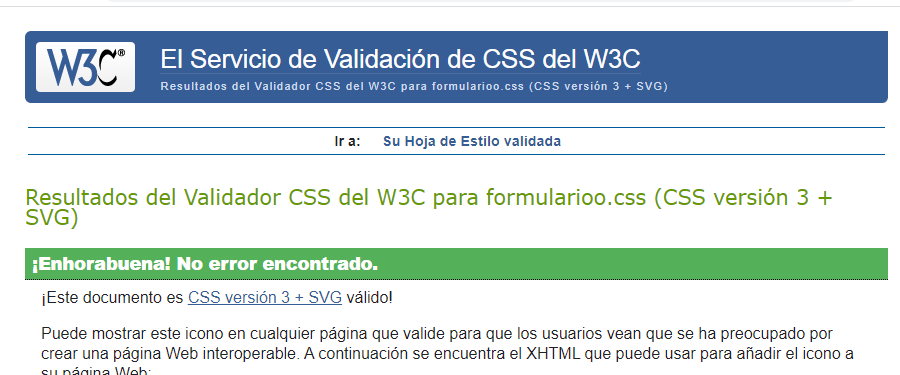 W3C®
El Servicio de Validación de CSS del W3C
Resultados del Validador CSS del W3C para formularioo.css (CSS versión 3 + SVG)
Ir a: Su Hoja de Estilo validada
Resultados del Validador CSS del W3C para formularioo.css (CSS versión 3 +
SVG)
¡Enhorabuena! No error encontrado.
¡Este documento es CSS versión 3 + SVG válido!
Puede mostrar este icono en cualquier página que valide para que los usuarios vean que se ha preocupado por
crear una página Web interoperable. A continuación se encuentra el XHTML que puede usar para añadir el icono a
su página Web: